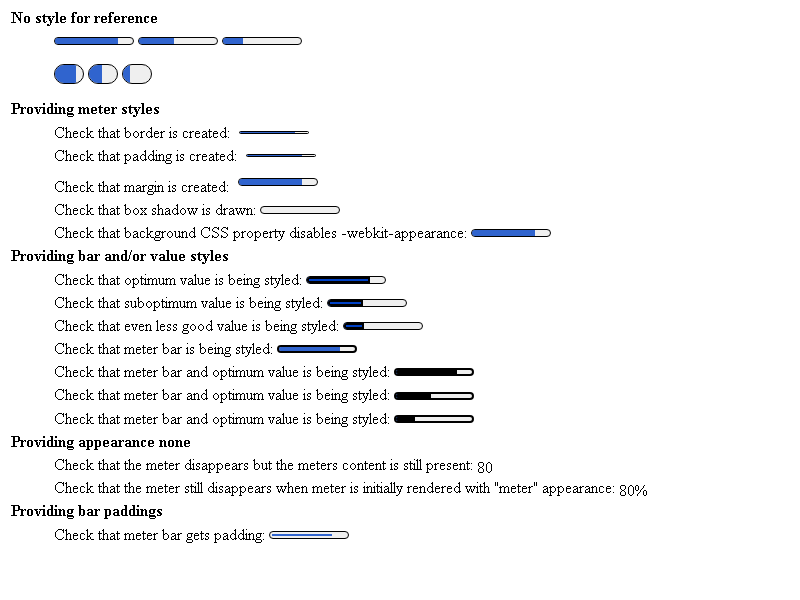 No style for reference
Providing meter styles
Check that border is created:
Check that padding is created:
Check that margin is created:
Check that box shadow is drawn:
Check that background CSS property disables -webkit-appearance:
Providing bar and/or value styles
Check that optimum value is being styled:
Check that suboptimum value is being styled:
Check that even less good value is being styled:
Check that meter bar is being styled:
Check that meter bar and optimum value is being styled:
Check that meter bar and optimum value is being styled:
Check that meter bar and optimum value is being styled:
Providing appearance none
Check that the meter disappears but the meters content is still present: 80
Check that the meter still disappears when meter is initially rendered with "meter" appearance: 80%
Providing bar paddings
Check that meter bar gets padding: